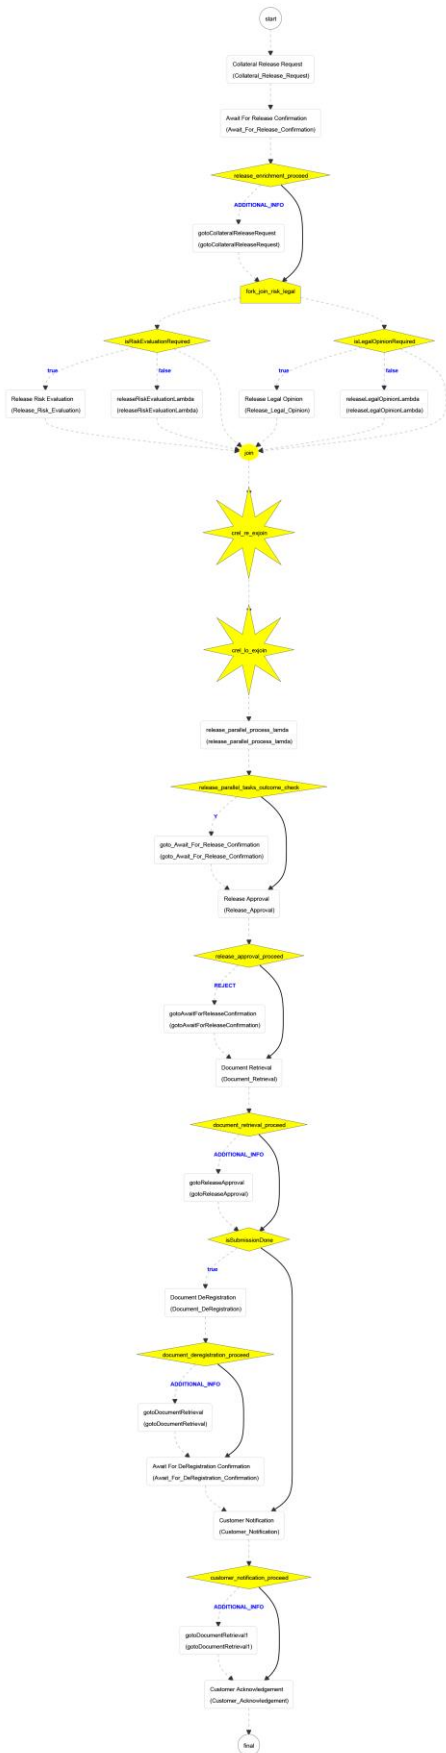 start
Collateral Release Request
(Collateral_Release_Request)
Await For Release Confirmation
(Await_For_Release_Confirmation)
release_enrichment_proceed
ADDITIONAL_INFO
gotoCollateralReleaseRequest
(gotoCollateralReleaseRequest)
fork_join_risk_legal
isRiskEvaluationRequired
isLegalOpinionRequired
true
false
true
false
Release Risk Evaluation
(Release_Risk_Evaluation)
releaseRiskEvaluationLambda
(releaseRiskEvaluationLambda)
Release Legal Opinion
(Release_Legal_Opinion)
releaseLegalOpinionLambda
(releaseLegalOpinionLambda)
join
crel_re_exjoin
crel_lo_exjoin
release_parallel_process_lamda
(release_parallel_process_lamda)
release_parallel_tasks_outcome_check
Y
goto_Await_For_Release_Confirmation
(goto_Await_For_Release_Confirmation)
Release Approval
(Release_Approval)
release_approval_proceed
REJECT
gotoAwaitForReleaseConfirmation
(gotoAwaitForReleaseConfirmation)
Document Retrieval
(Document_Retrieval)
document_retrieval_proceed
ADDITIONAL_INFO
gotoReleaseApproval
(gotoReleaseApproval)
isSubmissionDone
true
Document DeRegistration
(Document_DeRegistration)
document_deregistration_proceed
ADDITIONAL_INFO
gotoDocumentRetrieval
(gotoDocumentRetrieval)
Await For DeRegistration Confirmation
(Await_For_DeRegistration_Confirmation)
Customer Notification
(Customer_Notification)
customer_notification_proceed
ADDITIONAL_INFO
gotoDocumentRetrieval1
(gotoDocumentRetrieval1)
Customer Acknowledgement
(Customer_Acknowledgement)
final